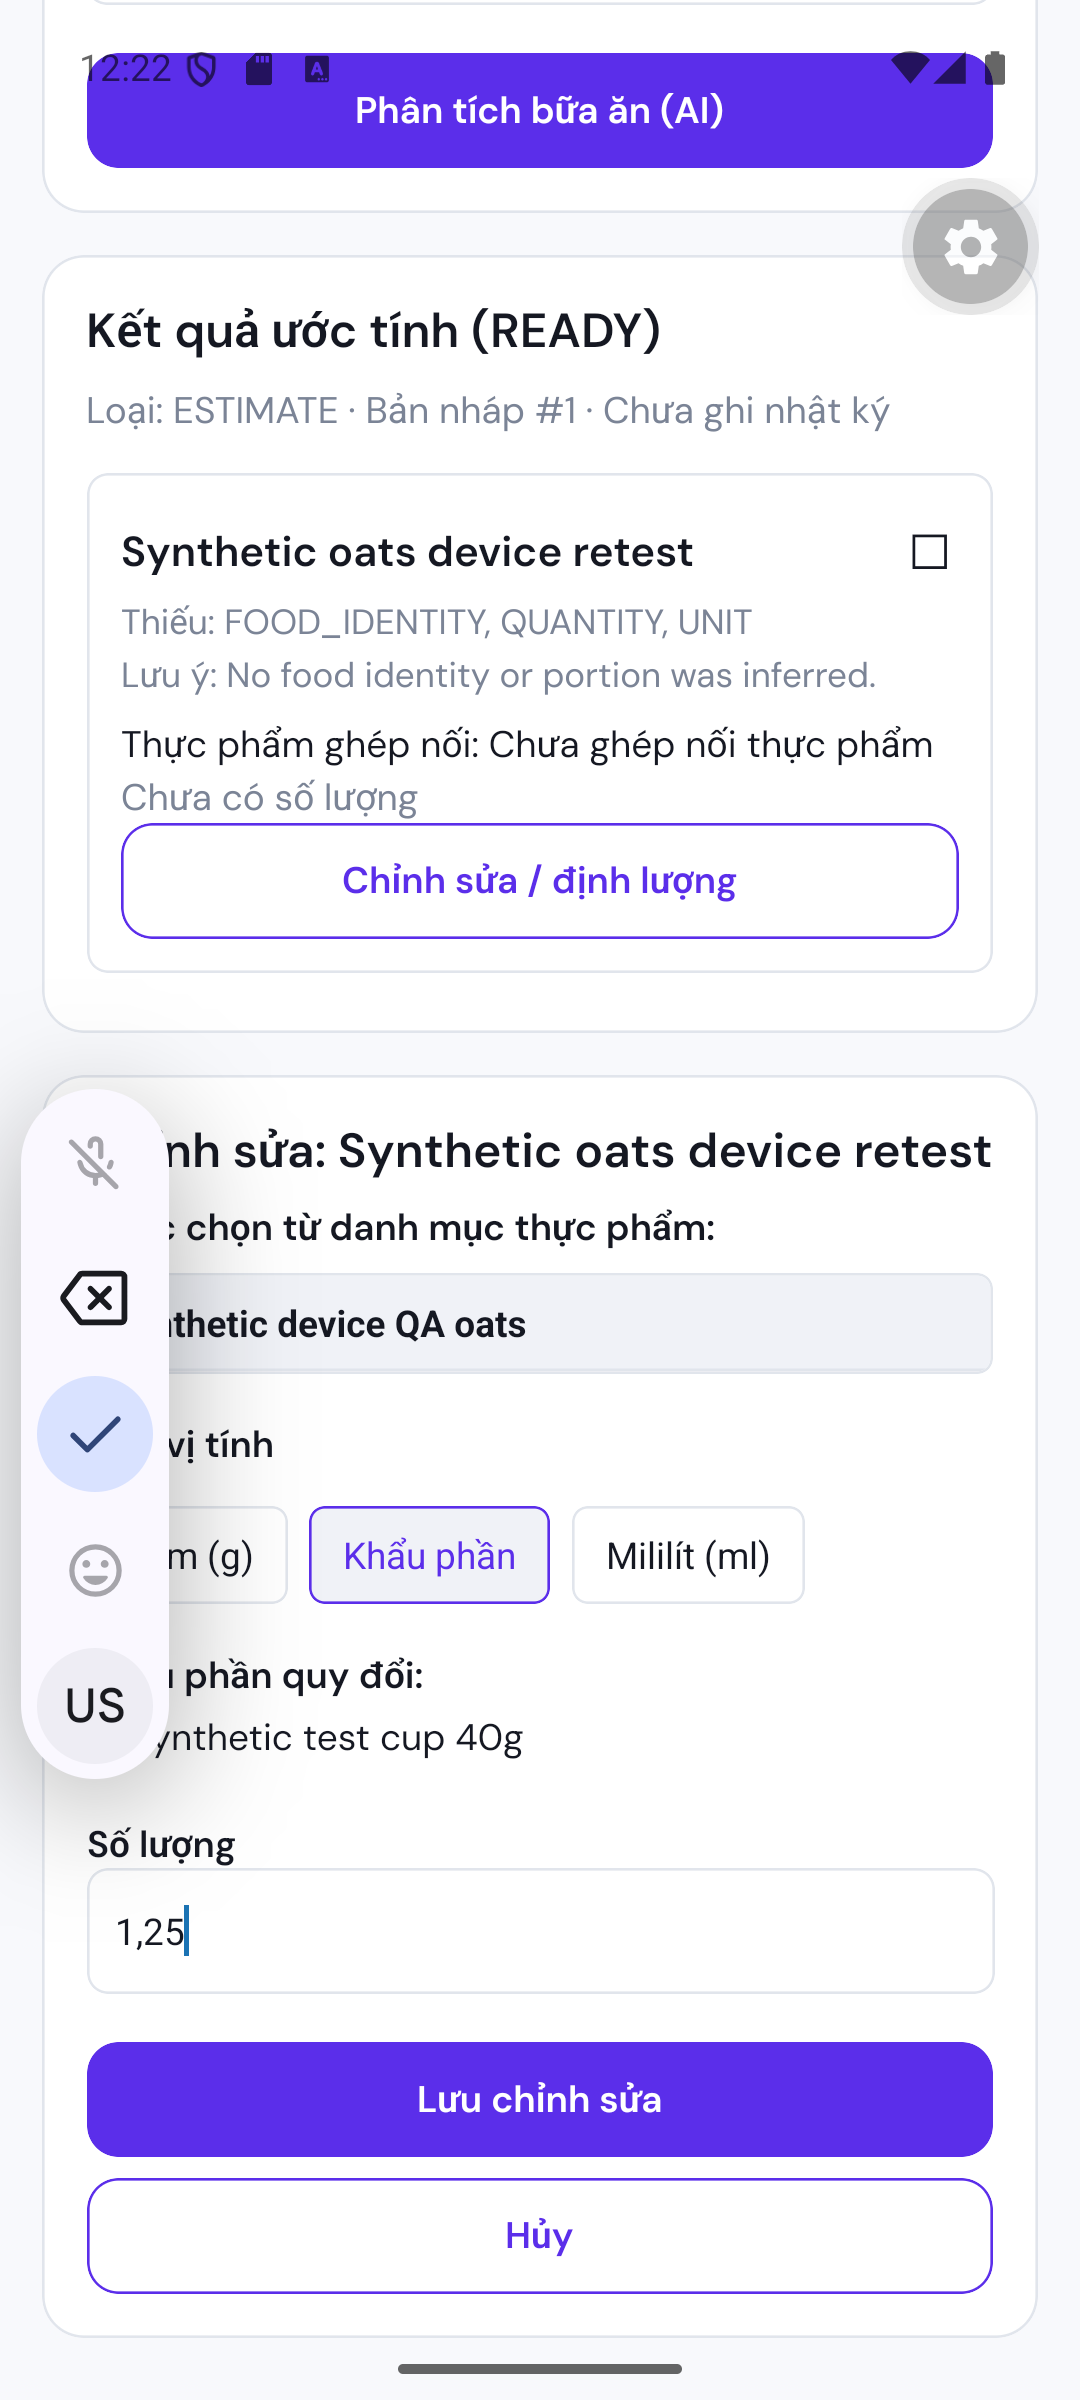 12:22
Phân tích bữa ăn (AI)
Kết quả ước tính (READY)
Loại: ESTIMATE · Bản nháp #1 · Chưa ghi nhật ký
Synthetic oats device retest
Thiếu: FOOD_IDENTITY, QUANTITY, UNIT
Lưu ý: No food identity or portion was inferred.
Thực phẩm ghép nối: Chưa ghép nối thực phẩm
Chưa có số lượng
Chỉnh sửa / định lượng
sửa: Synthetic oats device retest
chọn từ danh mục thực phẩm:
device QA oats
vị tính
(g)
Khẩu phần
Mililít (ml)
phần quy đổi:
test cup 40g
US
Số lượng
1,25
Lưu chỉnh sửa
Hủy